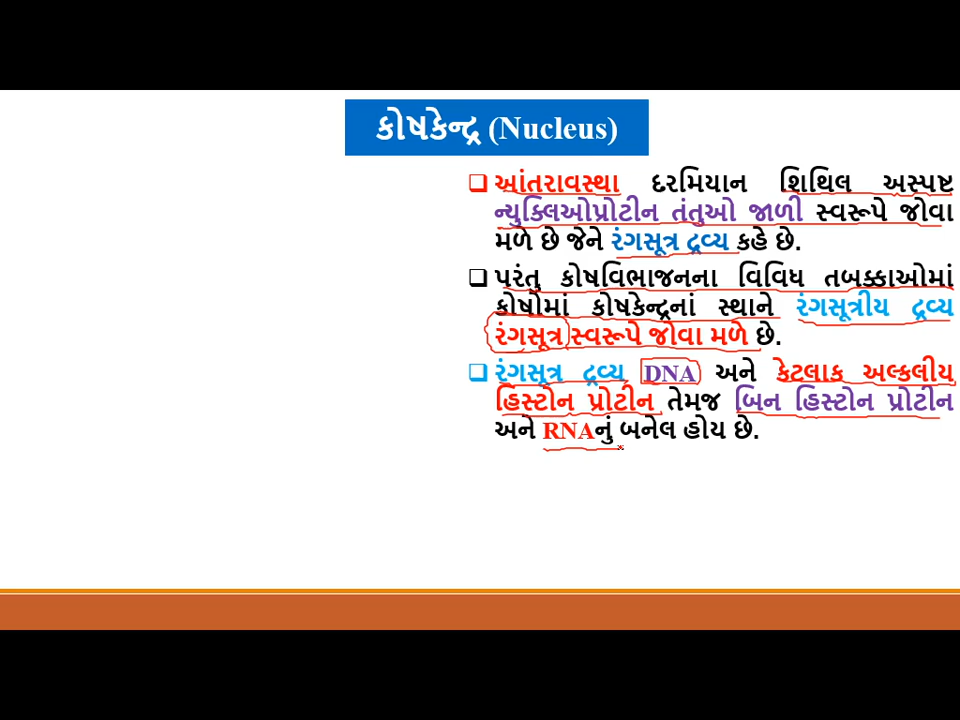 કોષકેન્દ્ર (Nucleus)
આંતરાવસ્થા દરમિયાન શિથિલ અસ્પષ્ટ
ન્યુક્લિઓપ્રોટીન તંતુઓ જાળી સ્વરૂપે જોવા
મળે છે જેને રંગસૂત્ર દ્રવ્ય કહે છે.
પરંતુ કોષવિભાજનના વિવિધ તબક્કાઓમાં
કોષોમાં કોષકેન્દ્રનાં સ્થાને રંગસૂત્રીય દ્રવ્ય
રંગસૂત્ર સ્વરૂપે જોવા મળે છે.
રંગસૂત્ર દ્રવ્ય DNA અને કેટલાક અલ્કલીય
હિસ્ટોન પ્રોટીન તેમજ બિન હિસ્ટોન પ્રોટીન
અને RNAનું બનેલ હોય છે.